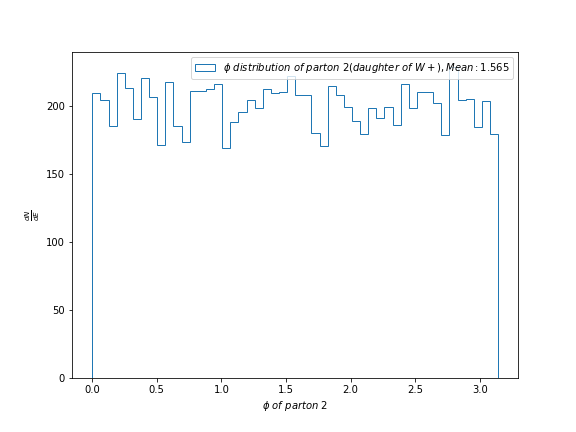 ϕ distribution of parton 2(daughter of W+), Mean: 1.565
200
150
100
50
0
dN
dE
0.0 0.5 1.0 1.5 2.0 2.5 3.0
ϕ of parton 2